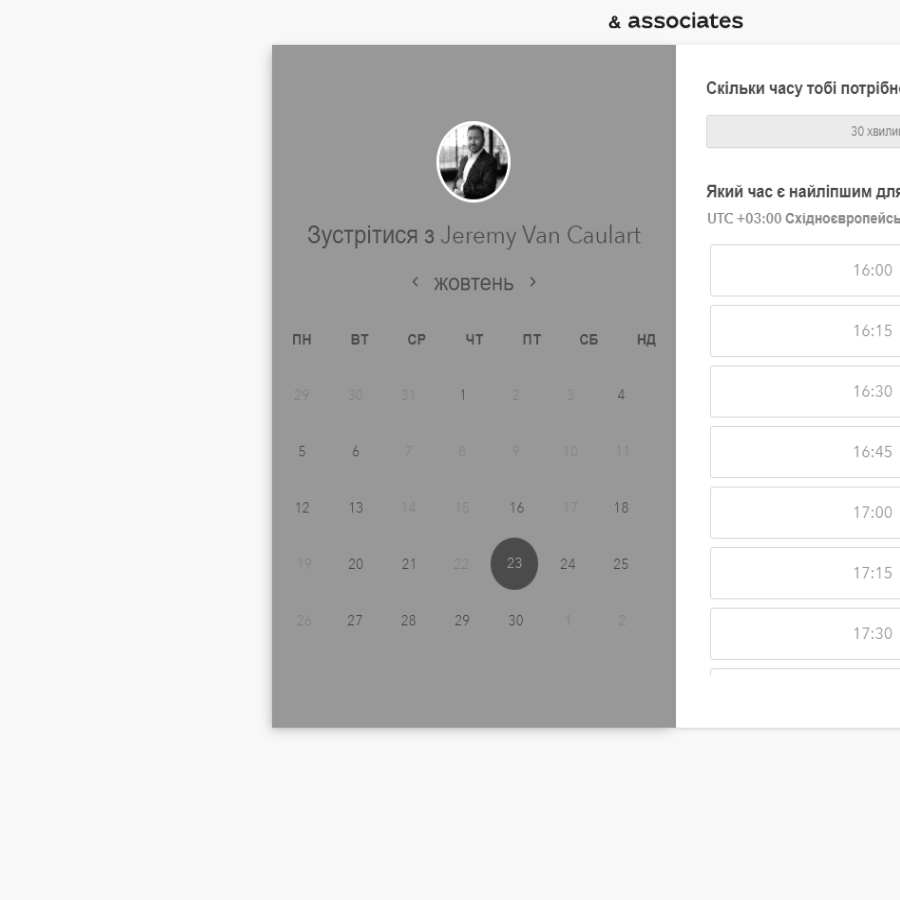 & associates
Зустрітися з Jeremy Van Caulart
‹ жовтень ›
ПН ВТ СР ЧТ ПТ СБ НД
29 30 31 1 2 3 4
5 6 7 8 9 10 11
12 13 14 15 16 17 18
19 20 21 22 23 24 25
26 27 28 29 30 1 2
Скільки часу тобі потрібн
30 хвили
Який час є найліпшим для
UTC +03:00 Східноєвропейсь
16:00
16:15
16:30
16:45
17:00
17:15
17:30